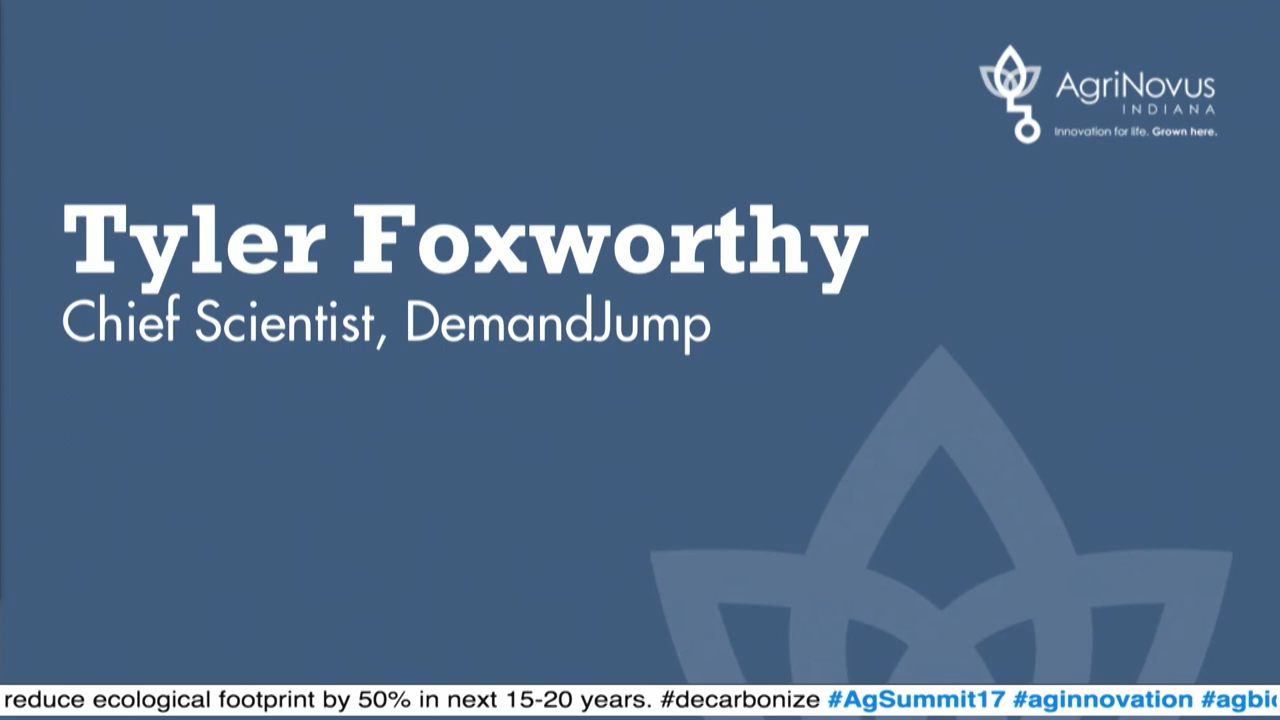 AgriNovus
INDIANA
Innovation for life. Grown here.
Tyler Foxworthy
Chief Scientist, DemandJump
reduce ecological footprint by 50% in next 15-20 years. #decarbonize #AgSummit17 #aginnovation